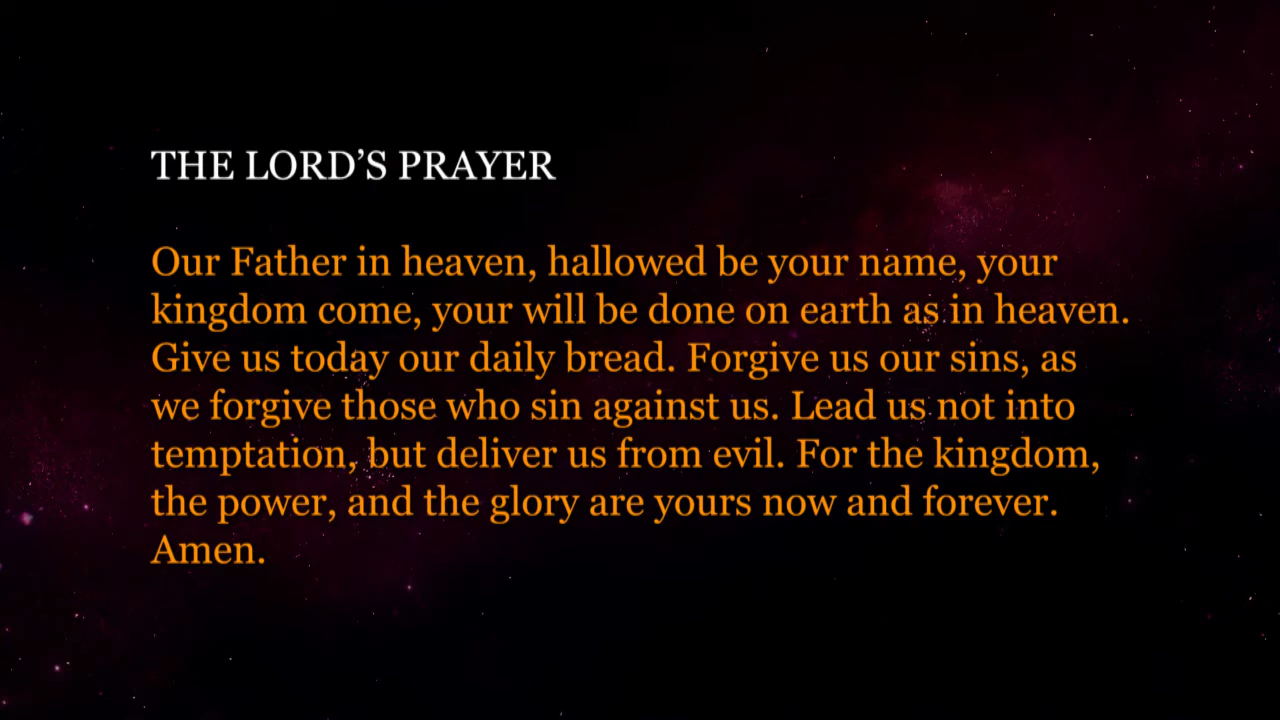 THE LORD’S PRAYER
Our Father in heaven, hallowed be your name, your
kingdom come, your will be done on earth as in heaven.
Give us today our daily bread. Forgive us our sins, as
we forgive those who sin against us. Lead us not into
temptation, but deliver us from evil. For the kingdom,
the power, and the glory are yours now and forever.
Amen.